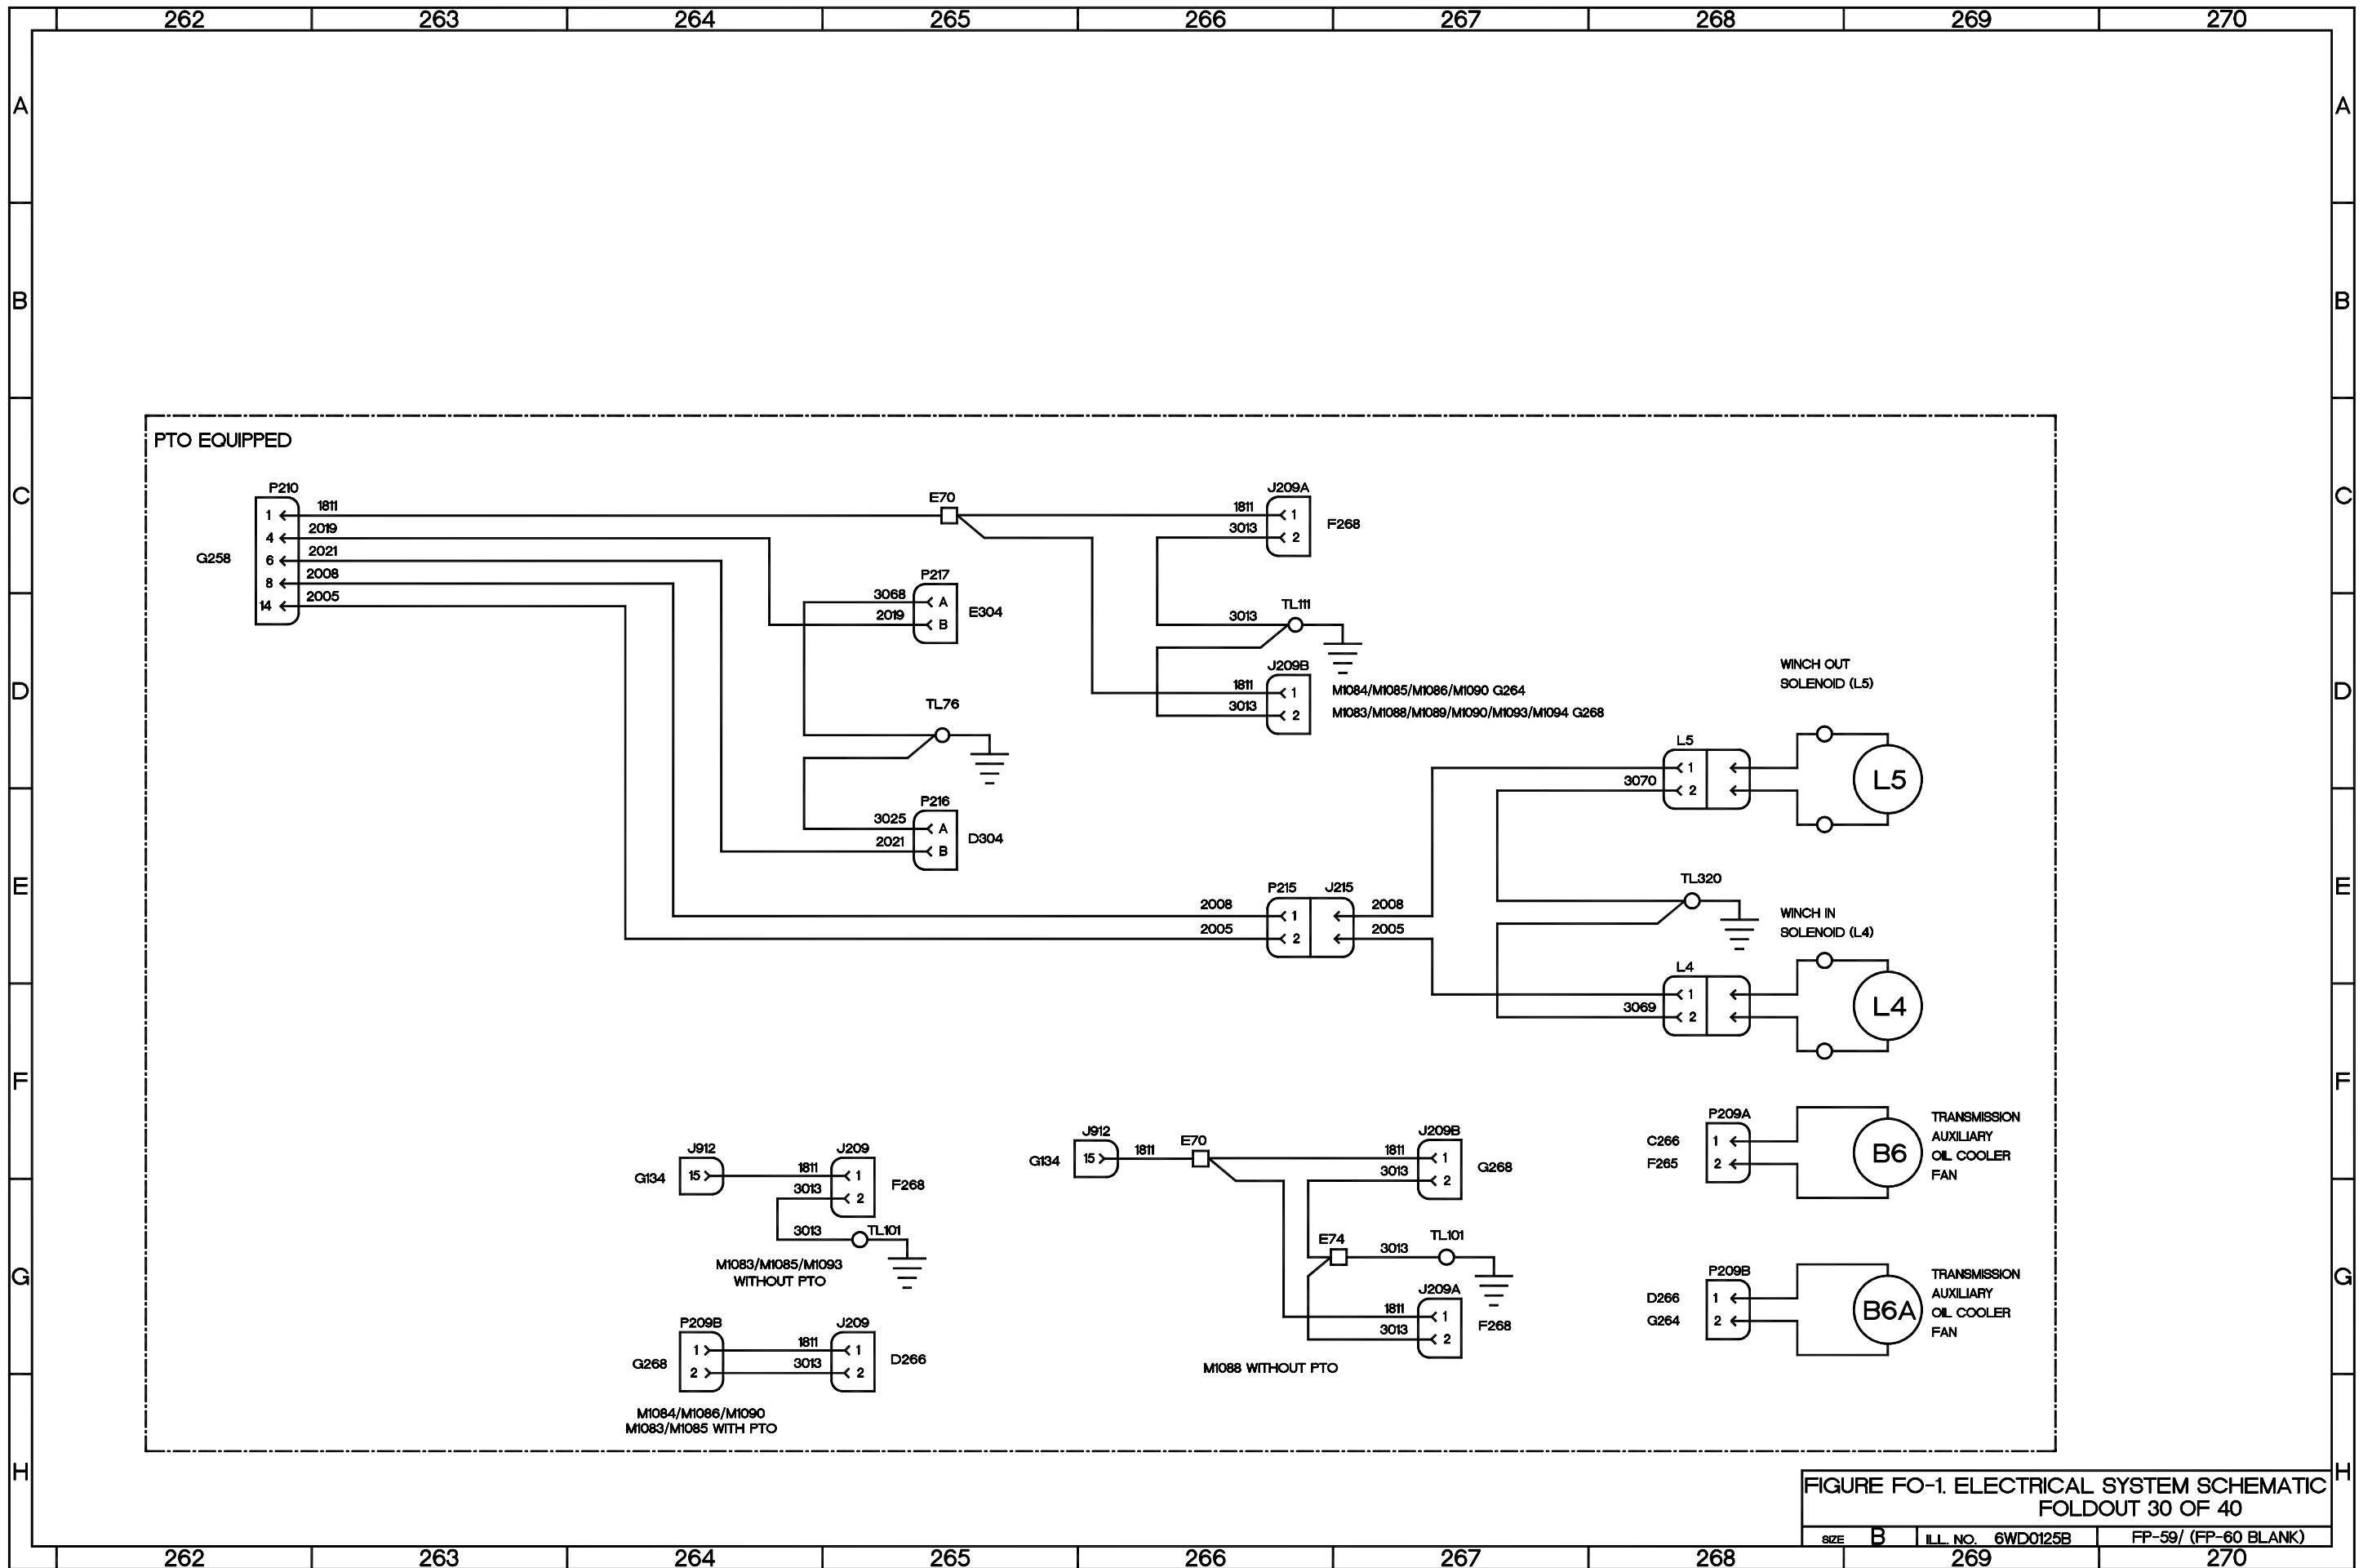 262 263 264 265 266 267 268 269 270
A A
B B
C C
D D
E E
F F
G G
H H
PTO EQUIPPED
P210
G258
1 1811
4 2019
6 2021
8 2008
14 2005
E70
J209A
1811 1
3013 2
F268
P217
3068 A
2019 B
E304
TL111
3013
J209B
1811 1
3013 2
M1084/M1085/M1086/M1090 G264
M1083/M1088/M1089/M1090/M1093/M1094 G268
TL76
P216
3025 A
2021 B
D304
WINCH OUT
SOLENOID (L5)
L5
1
3070 2
L5
P215 J215
2008 1 2008
2005 2 2005
TL320
WINCH IN
SOLENOID (L4)
L4
1
3069 2
L4
J912
G134 15
J209
1811 1
3013 2
F268
3013 TL101
M1083/M1085/M1093
WITHOUT PTO
P209B
G268
1 1811 1
2 3013 2
J209
D266
M1084/M1086/M1090
M1083/M1085 WITH PTO
J912
G134 15 1811 E70
J209B
1811 1
3013 2
G268
E74 3013 TL101
J209A
1811 1
3013 2
F268
M1088 WITHOUT PTO
P209A
C266 1
F265 2
B6
TRANSMISSION
AUXILIARY
OIL COOLER
FAN
P209B
D266 1
G264 2
B6A
TRANSMISSION
AUXILIARY
OIL COOLER
FAN
FIGURE FO-1. ELECTRICAL SYSTEM SCHEMATIC
FOLDOUT 30 OF 40
SIZE B ILL. NO. 6WD0125B FP-59/ (FP-60 BLANK)
262 263 264 265 266 267 268 269 270